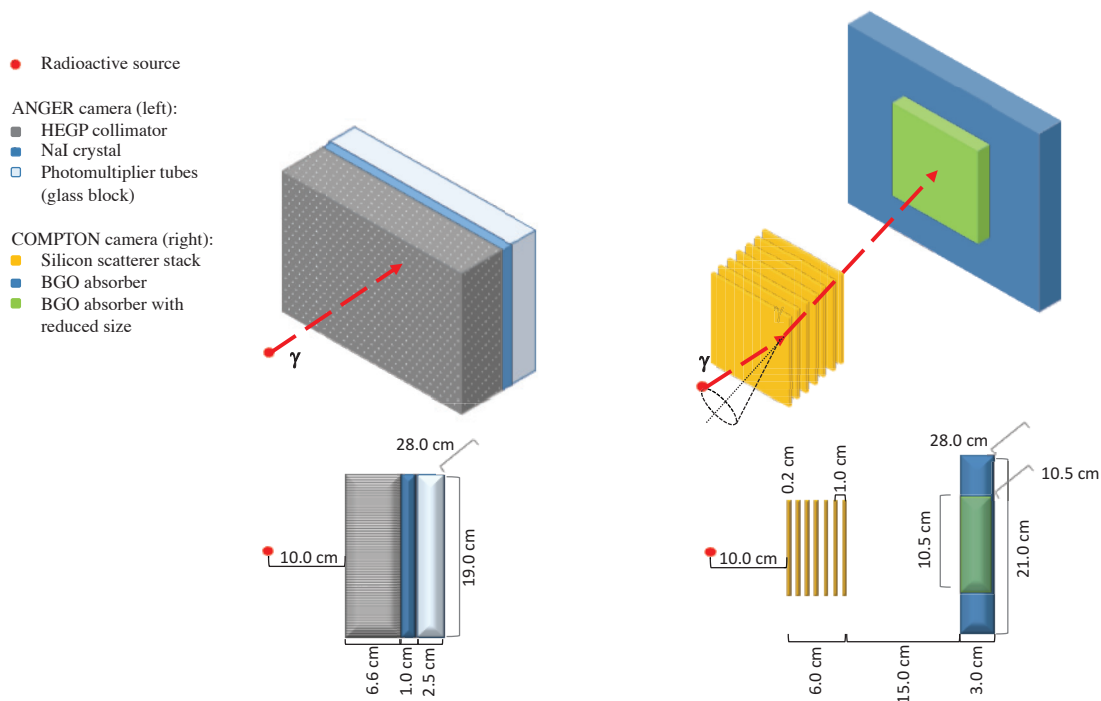 Radioactive source
ANGER camera (left):
HEGP collimator
NaI crystal
Photomultiplier tubes
(glass block)
COMPTON camera (right):
Silicon scatterer stack
BGO absorber
BGO absorber with
reduced size
γ
γ
γ
28.0 cm
10.0 cm
19.0 cm
6.6 cm
1.0 cm
2.5 cm
0.2 cm
1.0 cm
28.0 cm
10.5 cm
10.0 cm
10.5 cm
21.0 cm
6.0 cm
15.0 cm
3.0 cm